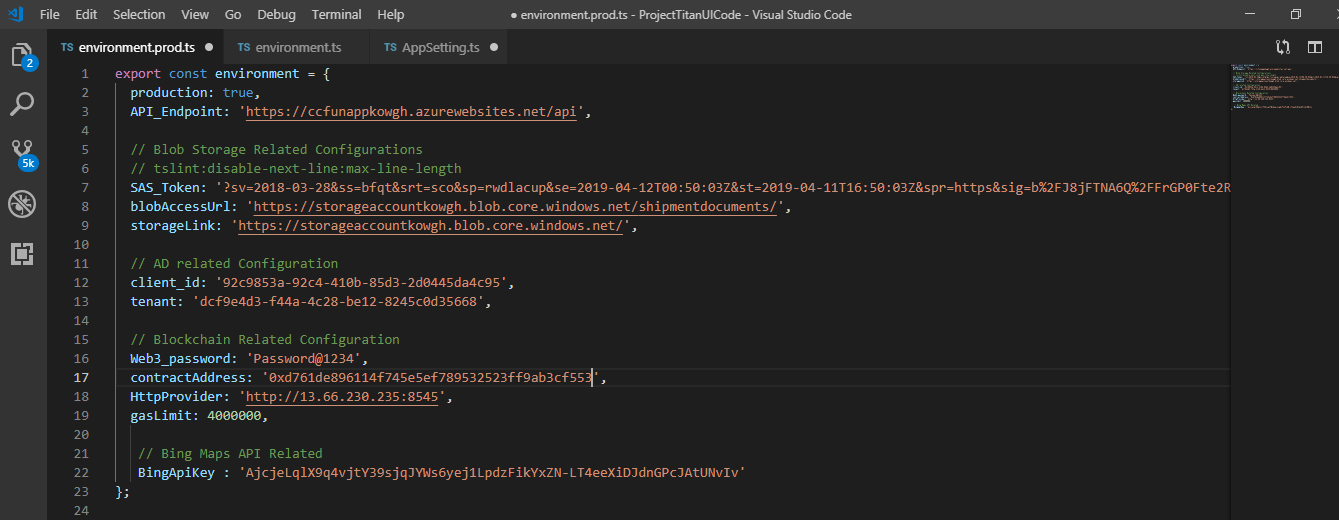 File Edit Selection View Go Debug Terminal Help ● environment.prod.ts - ProjectTitanUICode - Visual Studio Code
TS environment.prod.ts ● TS environment.ts TS AppSetting.ts ●
2
5k
1 export const environment = {
2 production: true,
3 API_Endpoint: 'https://ccfunappkowgh.azurewebsites.net/api',
4
5 // Blob Storage Related Configurations
6 // tslint:disable-next-line:max-line-length
7 SAS_Token: '?sv=2018-03-28&ss=bfqt&srt=sco&sp=rwdlacup&se=2019-04-12T00:50:03Z&st=2019-04-11T16:50:03Z&spr=https&sig=b%2FJ8jFTNA6Q%2FFrGP0Fte2R
8 blobAccessUrl: 'https://storageaccountkowgh.blob.core.windows.net/shipmentdocuments/',
9 storageLink: 'https://storageaccountkowgh.blob.core.windows.net/',
10
11 // AD related Configuration
12 client_id: '92c9853a-92c4-410b-85d3-2d0445da4c95',
13 tenant: 'dcf9e4d3-f44a-4c28-be12-8245c0d35668',
14
15 // Blockchain Related Configuration
16 Web3_password: 'Password@1234',
17 contractAddress: '0xd761de896114f745e5ef789532523ff9ab3cf553',
18 HttpProvider: 'http://13.66.230.235:8545',
19 gasLimit: 4000000,
20
21 // Bing Maps API Related
22 BingApiKey : 'AjcjeLqlX9q4vjtY39sjqJYWs6yej1LpdzFikYxZN-LT4eeXiDJdnGPcJAtUNvIv'
23 };
24